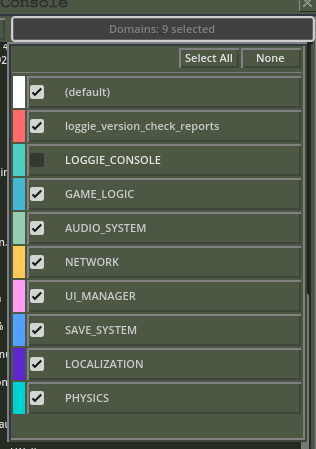 Console
Domains: 9 selected
Select All
None
(default)
loggie_version_check_reports
LOGGIE_CONSOLE
GAME_LOGIC
AUDIO_SYSTEM
NETWORK
UI_MANAGER
SAVE_SYSTEM
LOCALIZATION
PHYSICS